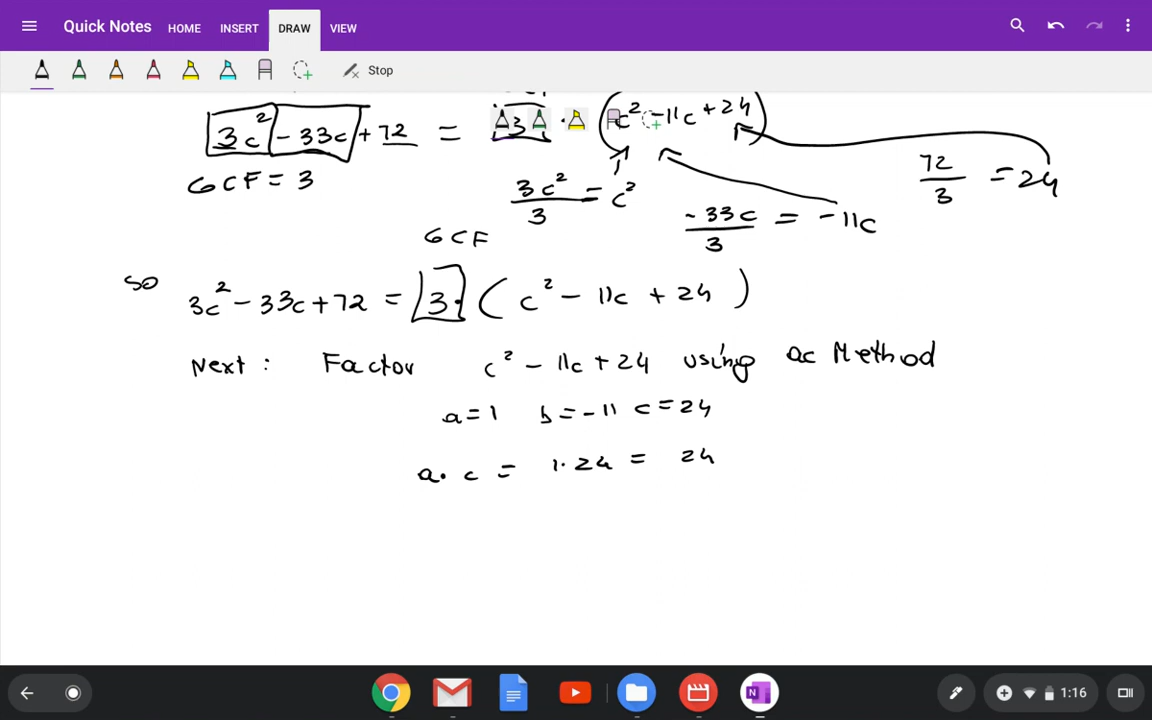 Quick Notes HOME INSERT DRAW VIEW
Stop
3c² - 33c + 72 = 3 · (c² - 11c + 24)
GCF = 3
3c²/3 = c²
-33c/3 = -11c
72/3 = 24
GCF
so 3c² - 33c + 72 = 3 · (c² - 11c + 24)
Next : Factor c² - 11c + 24 using ac Method
a = 1 b = -11 c = 24
a · c = 1 · 24 = 24
1:16